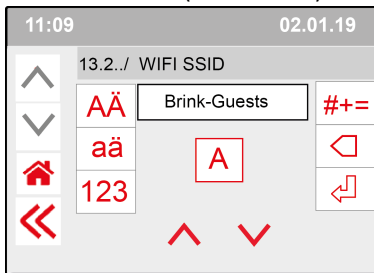 11:09 02.01.19
13.2../ WIFI SSID
AÄ Brink-Guests #+=
aä A
123